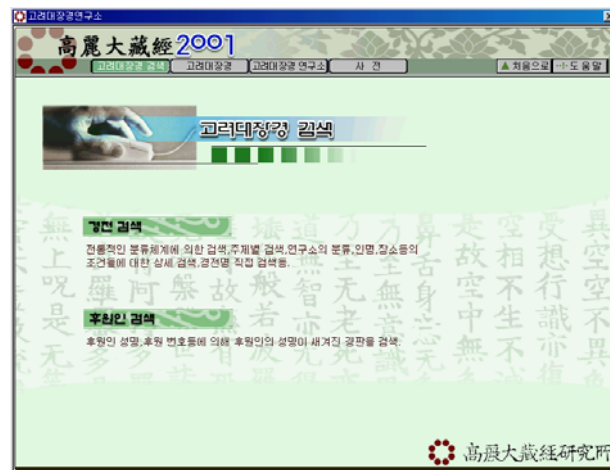 고려대장경연구소
高麗大藏經2001
고려대장경 검색
고려대장경
고려대장경 연구소
사 전
▲처음으로
도움말
고려대장경 검색
경전 검색
전통적인 분류체계에 의한 검색,주제별 검색,연구소의 분류,인명,장소등의
조건들에 대한 상세 검색,경전명 직접 검색등.
후원인 검색
후원인 성명,후원 번호등에 의해 후원인의 성명이 새겨진 경판을 검색.
高麗大藏經硏究所